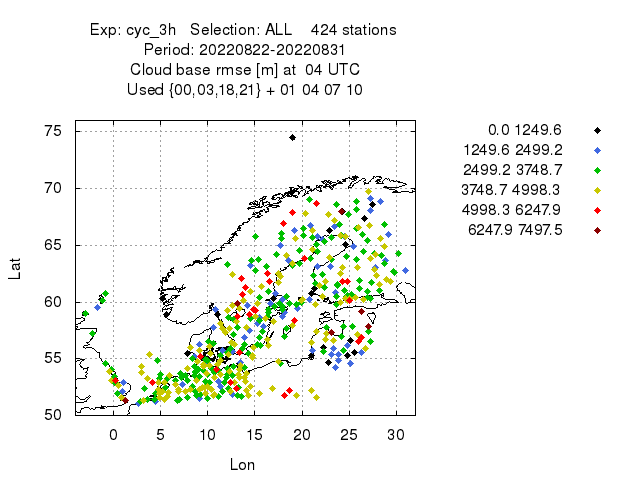 Exp: cyc_3h   Selection: ALL    424 stations
Period: 20220822-20220831
Cloud base rmse [m] at  04 UTC
Used {00,03,18,21} + 01 04 07 10
75
70
65
60
55
50
Lat
0 5 10 15 20 25 30
Lon
0.0 1249.6
1249.6 2499.2
2499.2 3748.7
3748.7 4998.3
4998.3 6247.9
6247.9 7497.5